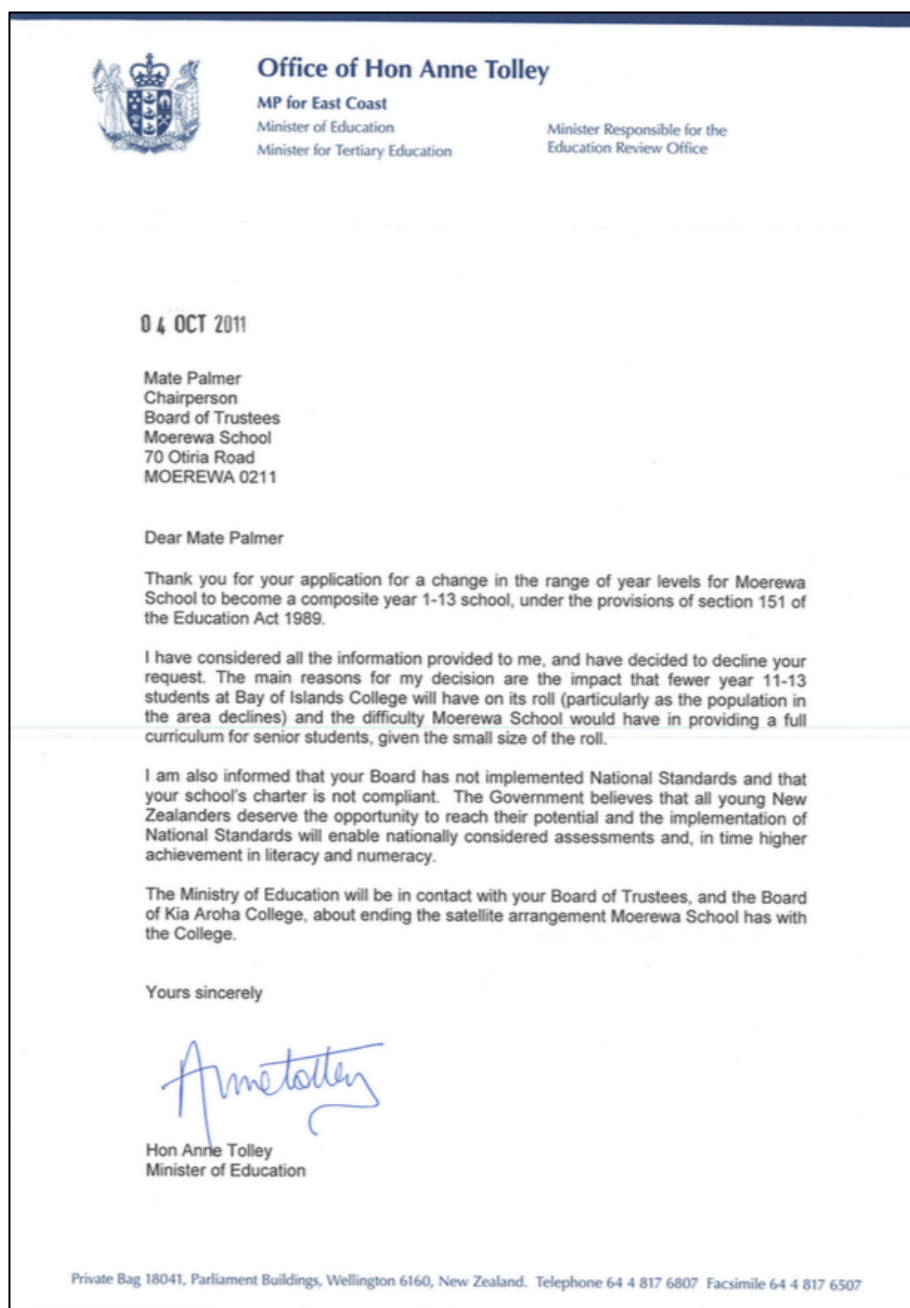 Office of Hon Anne Tolley
MP for East Coast
Minister of Education
Minister for Tertiary Education
Minister Responsible for the
Education Review Office
04 OCT 2011
Mate Palmer
Chairperson
Board of Trustees
Moerewa School
70 Otiria Road
MOEREWA 0211
Dear Mate Palmer
Thank you for your application for a change in the range of year levels for Moerewa
School to become a composite year 1-13 school, under the provisions of section 151 of
the Education Act 1989.
I have considered all the information provided to me, and have decided to decline your
request. The main reasons for my decision are the impact that fewer year 11-13
students at Bay of Islands College will have on its roll (particularly as the population in
the area declines) and the difficulty Moerewa School would have in providing a full
curriculum for senior students, given the small size of the roll.
I am also informed that your Board has not implemented National Standards and that
your school's charter is not compliant. The Government believes that all young New
Zealanders deserve the opportunity to reach their potential and the implementation of
National Standards will enable nationally considered assessments and, in time higher
achievement in literacy and numeracy.
The Ministry of Education will be in contact with your Board of Trustees, and the Board
of Kia Aroha College, about ending the satellite arrangement Moerewa School has with
the College.
Yours sincerely
Anne Tolley
Hon Anne Tolley
Minister of Education
Private Bag 18041, Parliament Buildings, Wellington 6160, New Zealand. Telephone 64 4 817 6807 Facsimile 64 4 817 6507